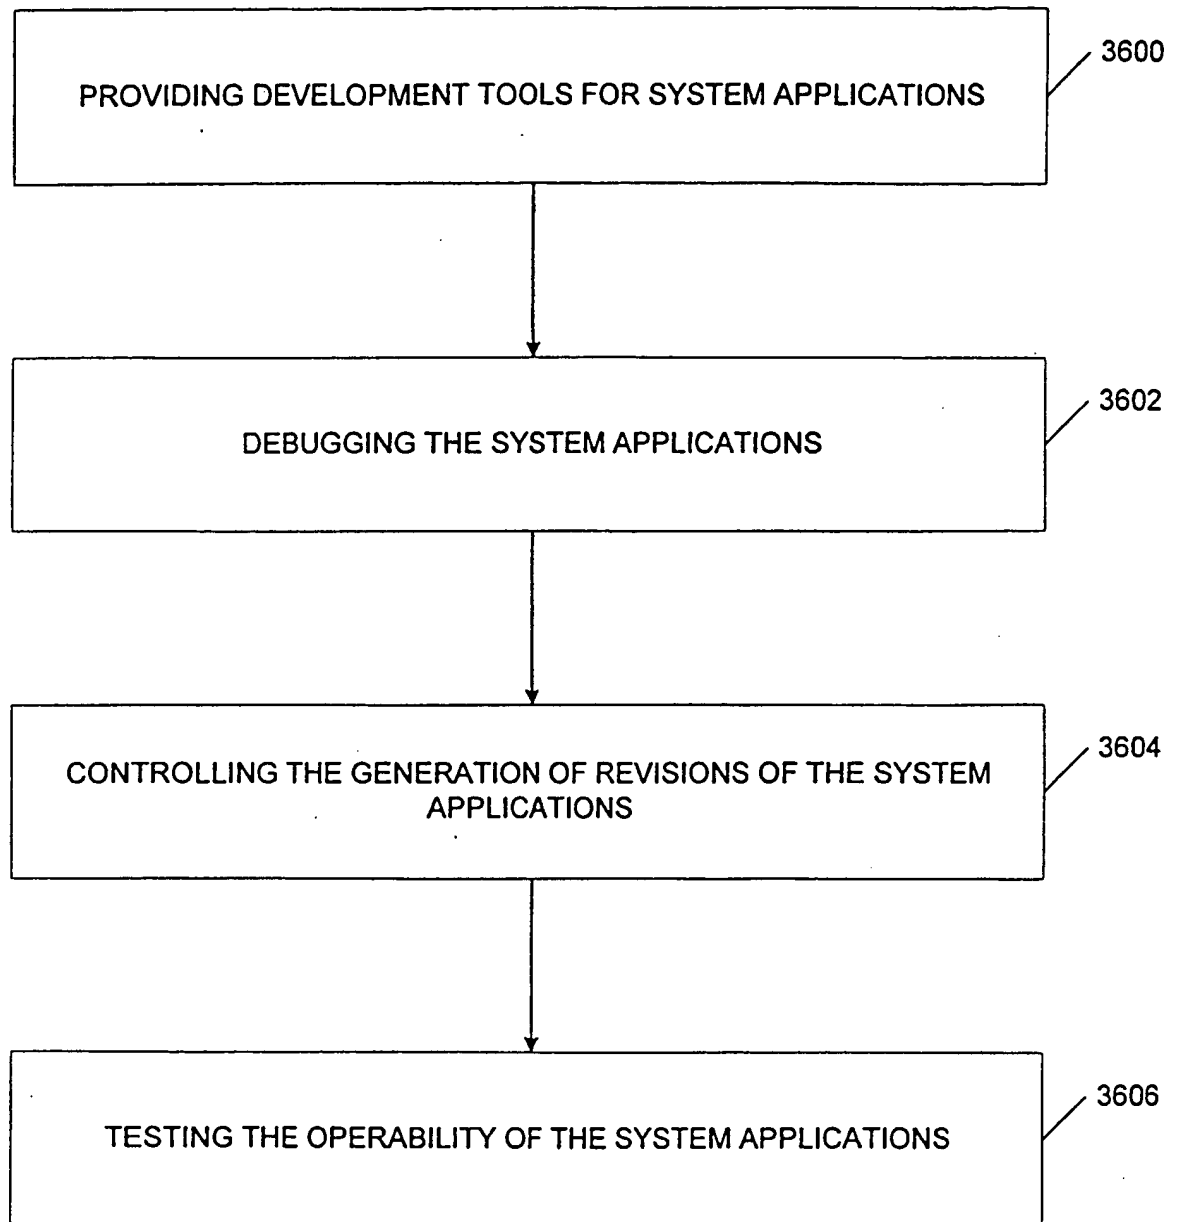 PROVIDING DEVELOPMENT TOOLS FOR SYSTEM APPLICATIONS
3600
DEBUGGING THE SYSTEM APPLICATIONS
3602
CONTROLLING THE GENERATION OF REVISIONS OF THE SYSTEM
APPLICATIONS
3604
TESTING THE OPERABILITY OF THE SYSTEM APPLICATIONS
3606